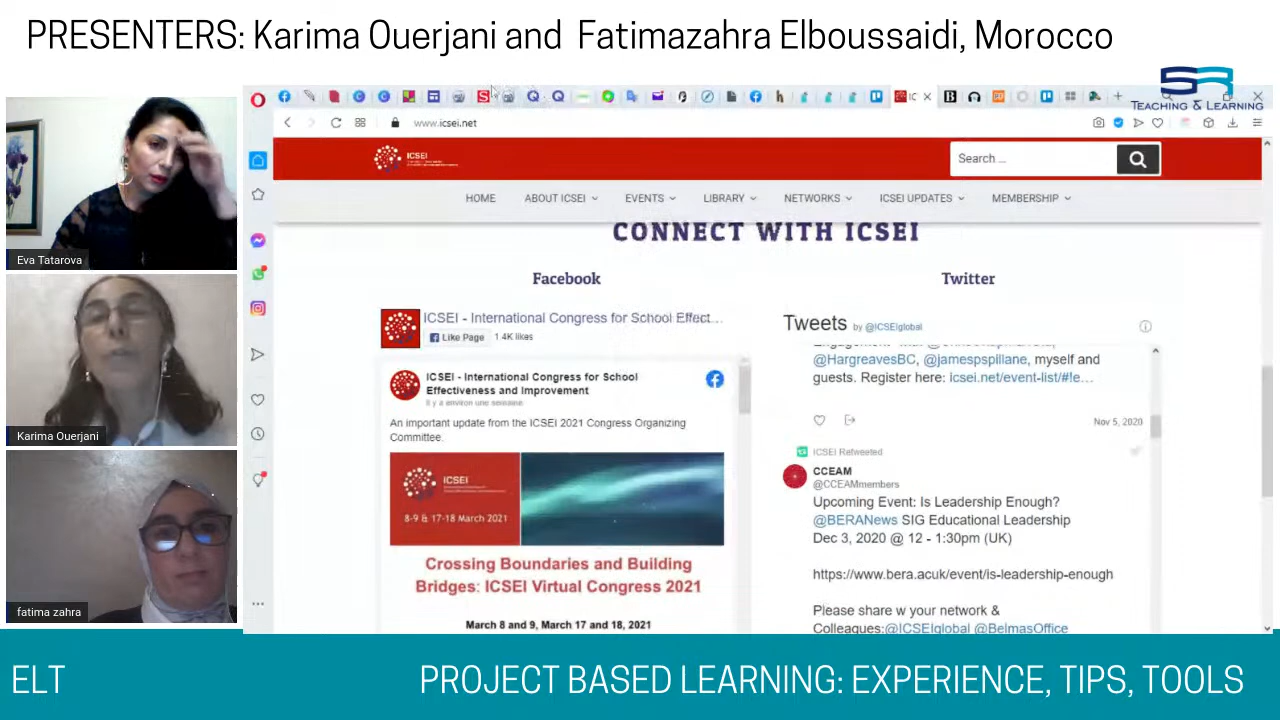 PRESENTERS: Karima Ouerjani and Fatimazahra Elboussaidi, Morocco
TEACHING & LEARNING
Eva Tatarova
Karima Ouerjani
fatima zahra
www.icsei.net
ICSEI
Search ...
HOME ABOUT ICSEI EVENTS LIBRARY NETWORKS ICSEI UPDATES MEMBERSHIP
CONNECT WITH ICSEI
Facebook
ICSEI - International Congress for School Effect...
Like Page 1.4K likes
ICSEI - International Congress for School
Effectiveness and Improvement
il y a environ une semaine
An important update from the ICSEI 2021 Congress Organizing
Committee.
ICSEI
8-9 & 17-18 March 2021
Crossing Boundaries and Building
Bridges: ICSEI Virtual Congress 2021
March 8 and 9, March 17 and 18, 2021
Twitter
Tweets by @ICSEIglobal
@HargreavesBC, @jamespspillane, myself and
guests. Register here: icsei.net/event-list/#!e...
Nov 5, 2020
ICSEI Retweeted
CCEAM
@CCEAMmembers
Upcoming Event: Is Leadership Enough?
@BERANews SIG Educational Leadership
Dec 3, 2020 @ 12 - 1:30pm (UK)
https://www.bera.ac.uk/event/is-leadership-enough
Please share w your network &
Colleagues:@ICSEIglobal @BelmasOffice
ELT
PROJECT BASED LEARNING: EXPERIENCE, TIPS, TOOLS